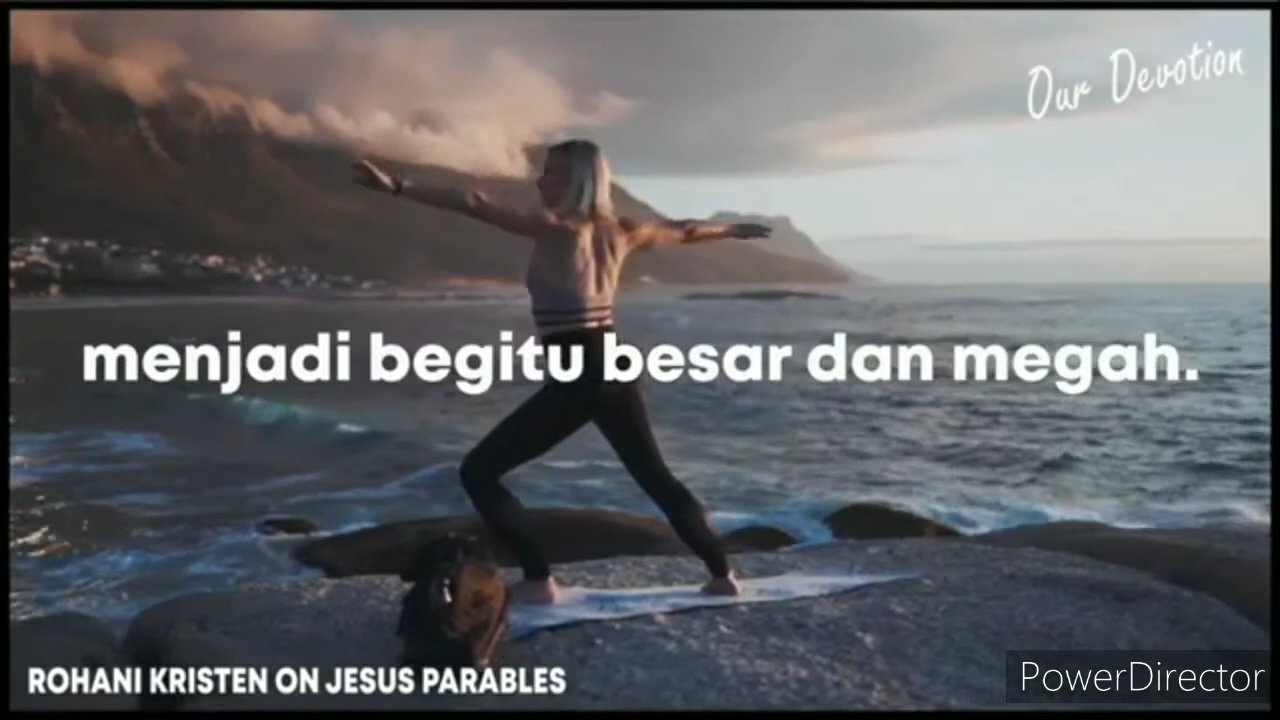 Our Devotion
menjadi begitu besar dan megah.
ROHANI KRISTEN ON JESUS PARABLES
PowerDirector